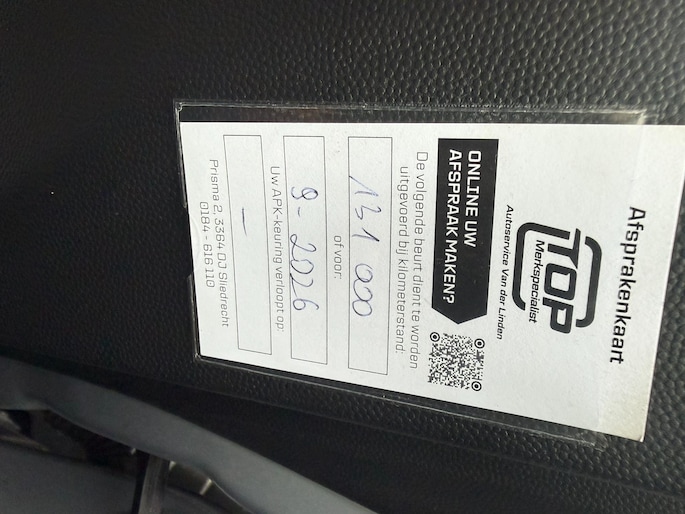 Afsprakenkaart
TOP
Merkspecialist
Autoservice Van der Linden
ONLINE UW
AFSPRAAK MAKEN?
De volgende beurt dient te worden
uitgevoerd bij kilometerstand:
131 000
of voor:
9 - 2026
Uw APK-keuring verloopt op:
—
Prisma 2, 3364 DJ Sliedrecht
0184 - 616 110